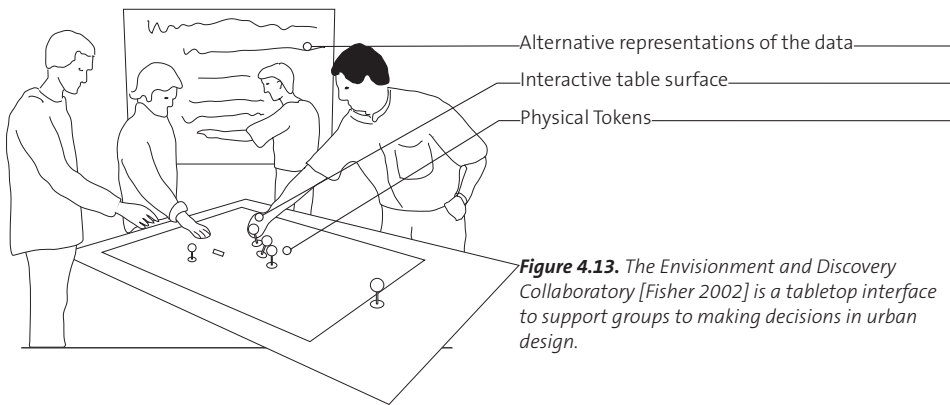 Alternative representations of the data
Interactive table surface
Physical Tokens
Figure 4.13. The Envisionment and Discovery
Collaboratory [Fisher 2002] is a tabletop interface
to support groups to making decisions in urban
design.